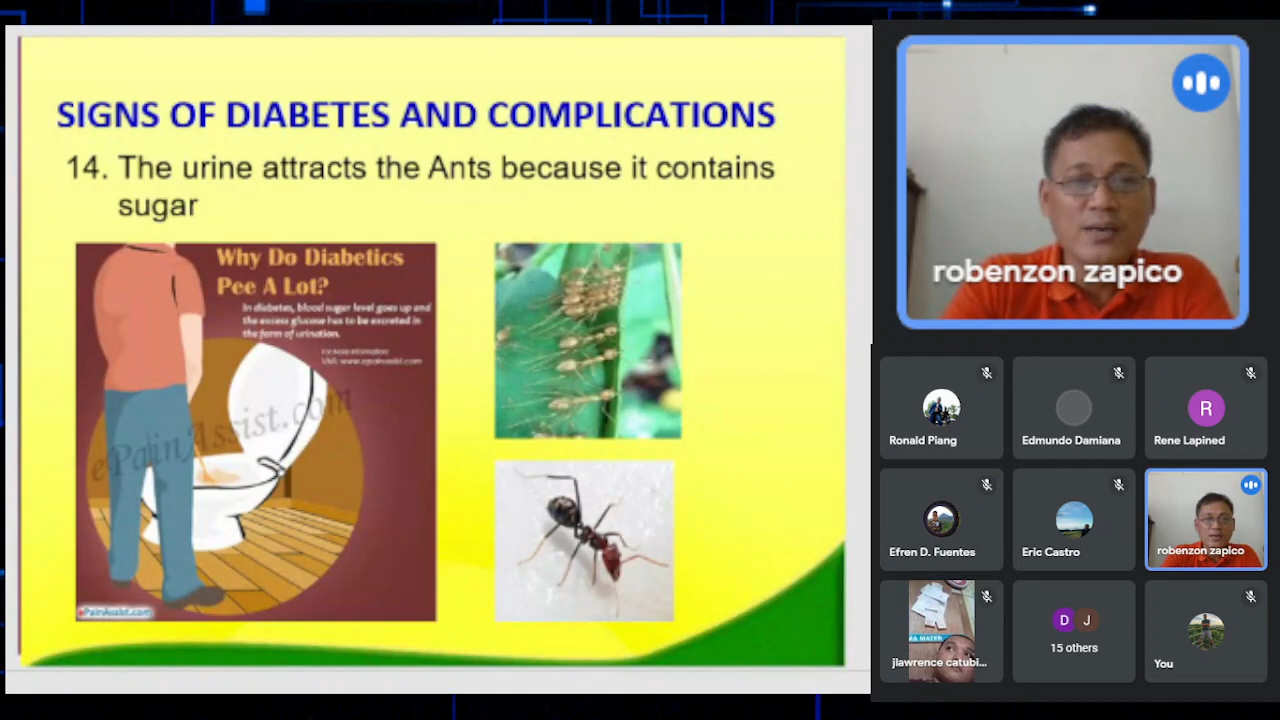 SIGNS OF DIABETES AND COMPLICATIONS
14. The urine attracts the Ants because it contains
sugar
Why Do Diabetics
Pee A Lot?
In diabetes, blood sugar level goes up and
the excess glucose has to be excreted in
the form of urination.
For More Information:
Visit: www.epainassist.com
ePainAssist.com
ePainAssist.com
robenzon zapico
Ronald Piang
Edmundo Damiana
R
Rene Lapined
Efren D. Fuentes
Eric Castro
robenzon zapico
jlawrence catubi...
D
J
15 others
You